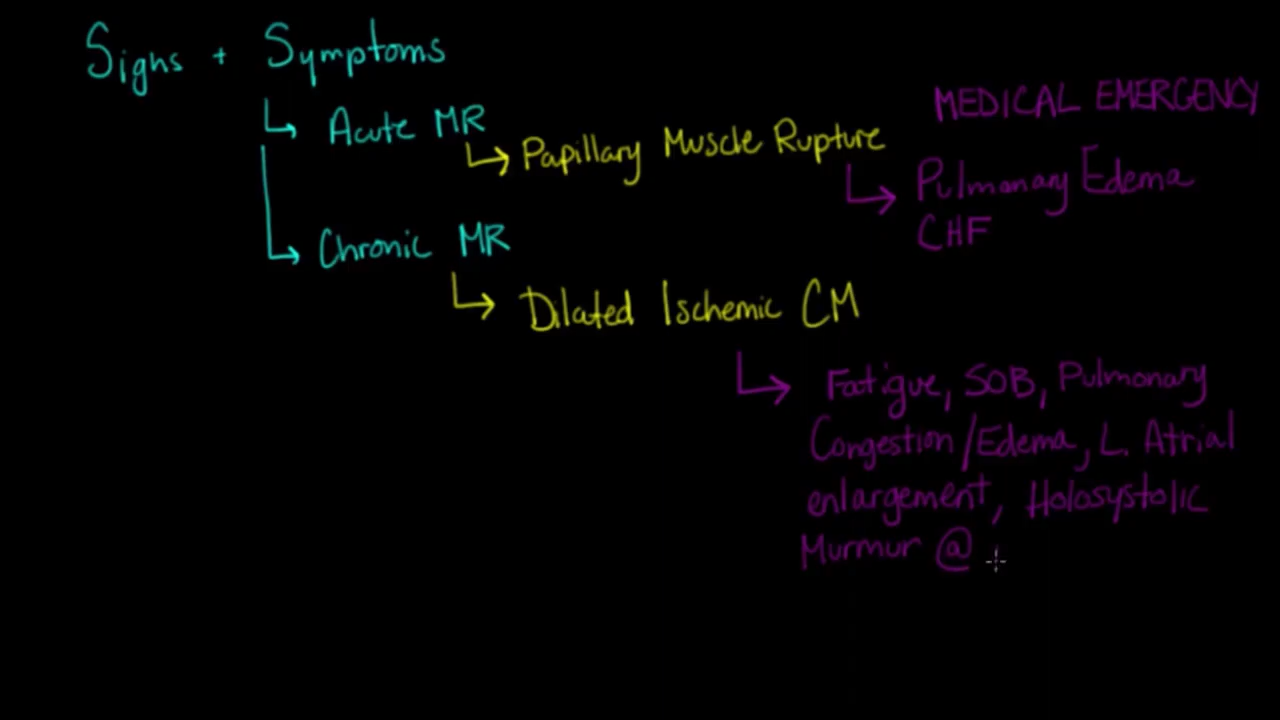 Signs + Symptoms
Acute MR
Papillary Muscle Rupture
MEDICAL EMERGENCY
Pulmonary Edema
CHF
Chronic MR
Dilated Ischemic CM
Fatigue, SOB, Pulmonary
Congestion/Edema, L. Atrial
enlargement, Holosystolic
Murmur @